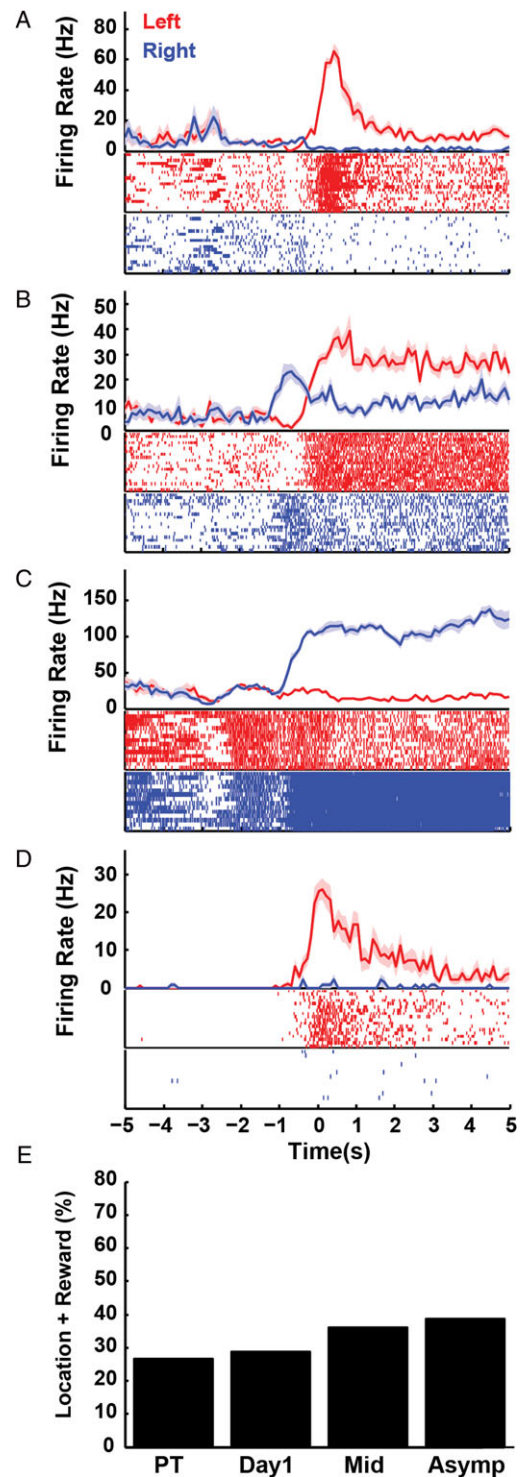 A
Firing Rate (Hz)
80
60
40
20
0
Left
Right
B
Firing Rate (Hz)
50
40
30
20
10
0
C
Firing Rate (Hz)
150
100
50
0
D
Firing Rate (Hz)
30
20
10
0
−5 −4 −3 −2 −1 0 1 2 3 4 5
Time(s)
E
Location + Reward (%)
80
70
60
50
40
30
20
10
0
PT Day1 Mid Asymp